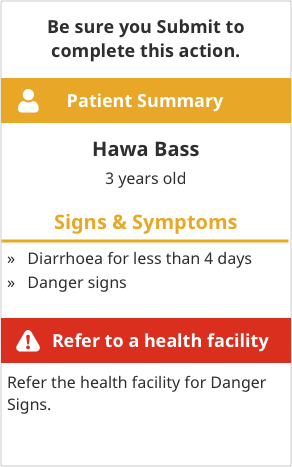 Be sure you Submit to
complete this action.
Patient Summary
Hawa Bass
3 years old
Signs & Symptoms
» Diarrhoea for less than 4 days
» Danger signs
Refer to a health facility
Refer the health facility for Danger
Signs.